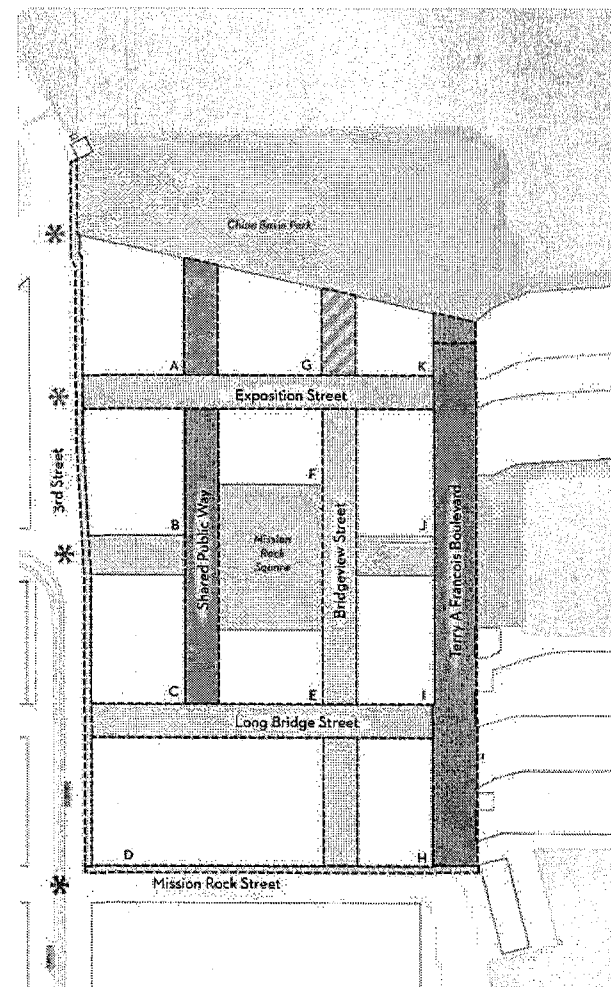 China Basin Park
A
G
K
Exposition Street
3rd Street
F
B
Shared Public Way
Mission
Rock
Square
Bridgeview Street
J
Terry A Francois Boulevard
C
E
I
Long Bridge Street
D
H
Mission Rock Street